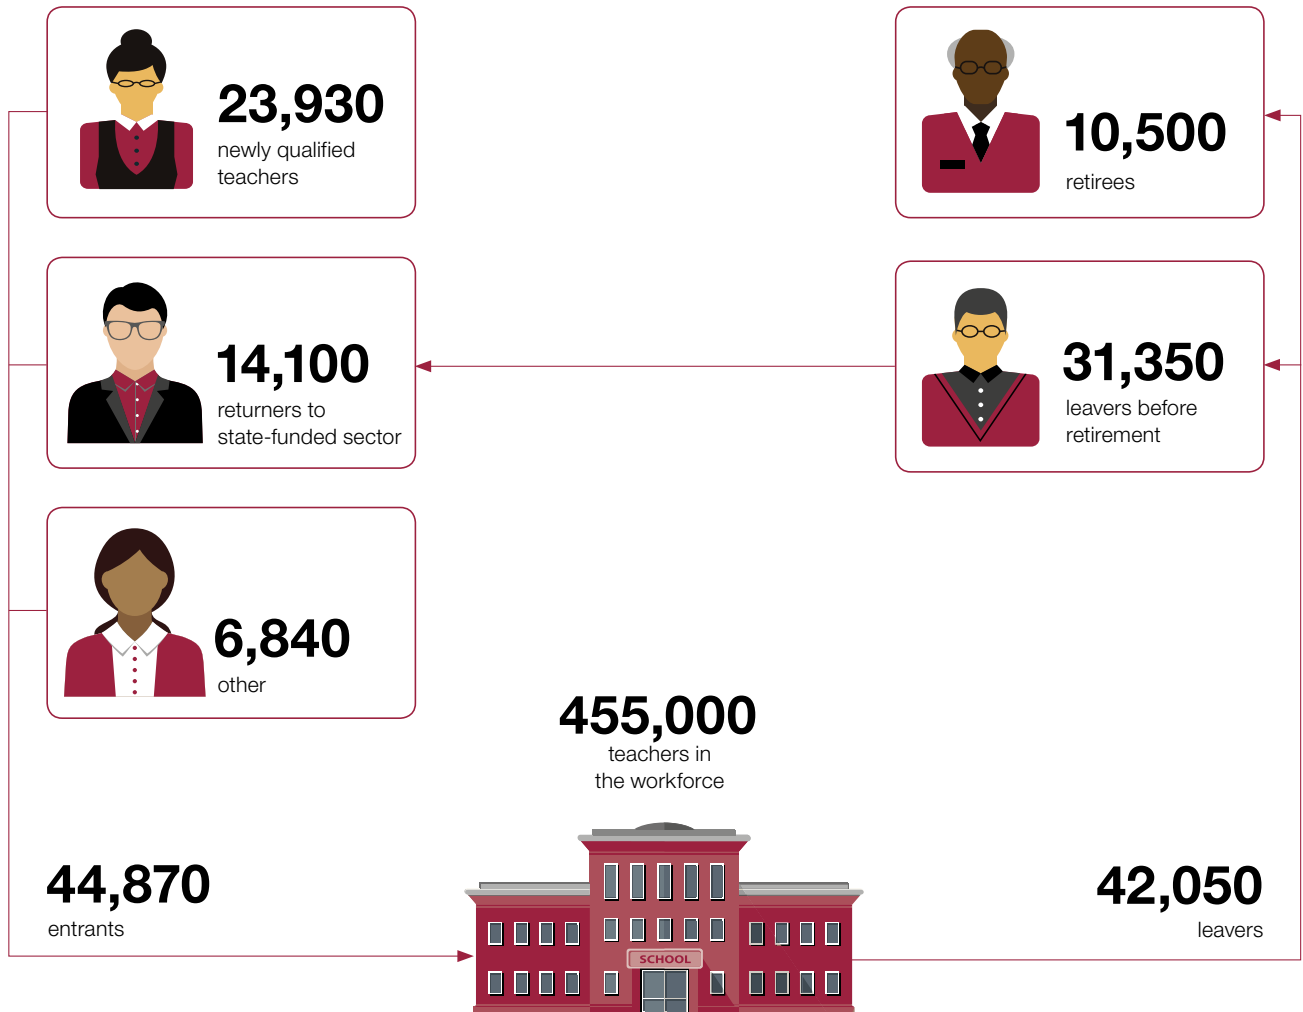 23,930
newly qualified
teachers
14,100
returners to
state-funded sector
6,840
other
44,870
entrants
455,000
teachers in
the workforce
SCHOOL
10,500
retirees
31,350
leavers before
retirement
42,050
leavers